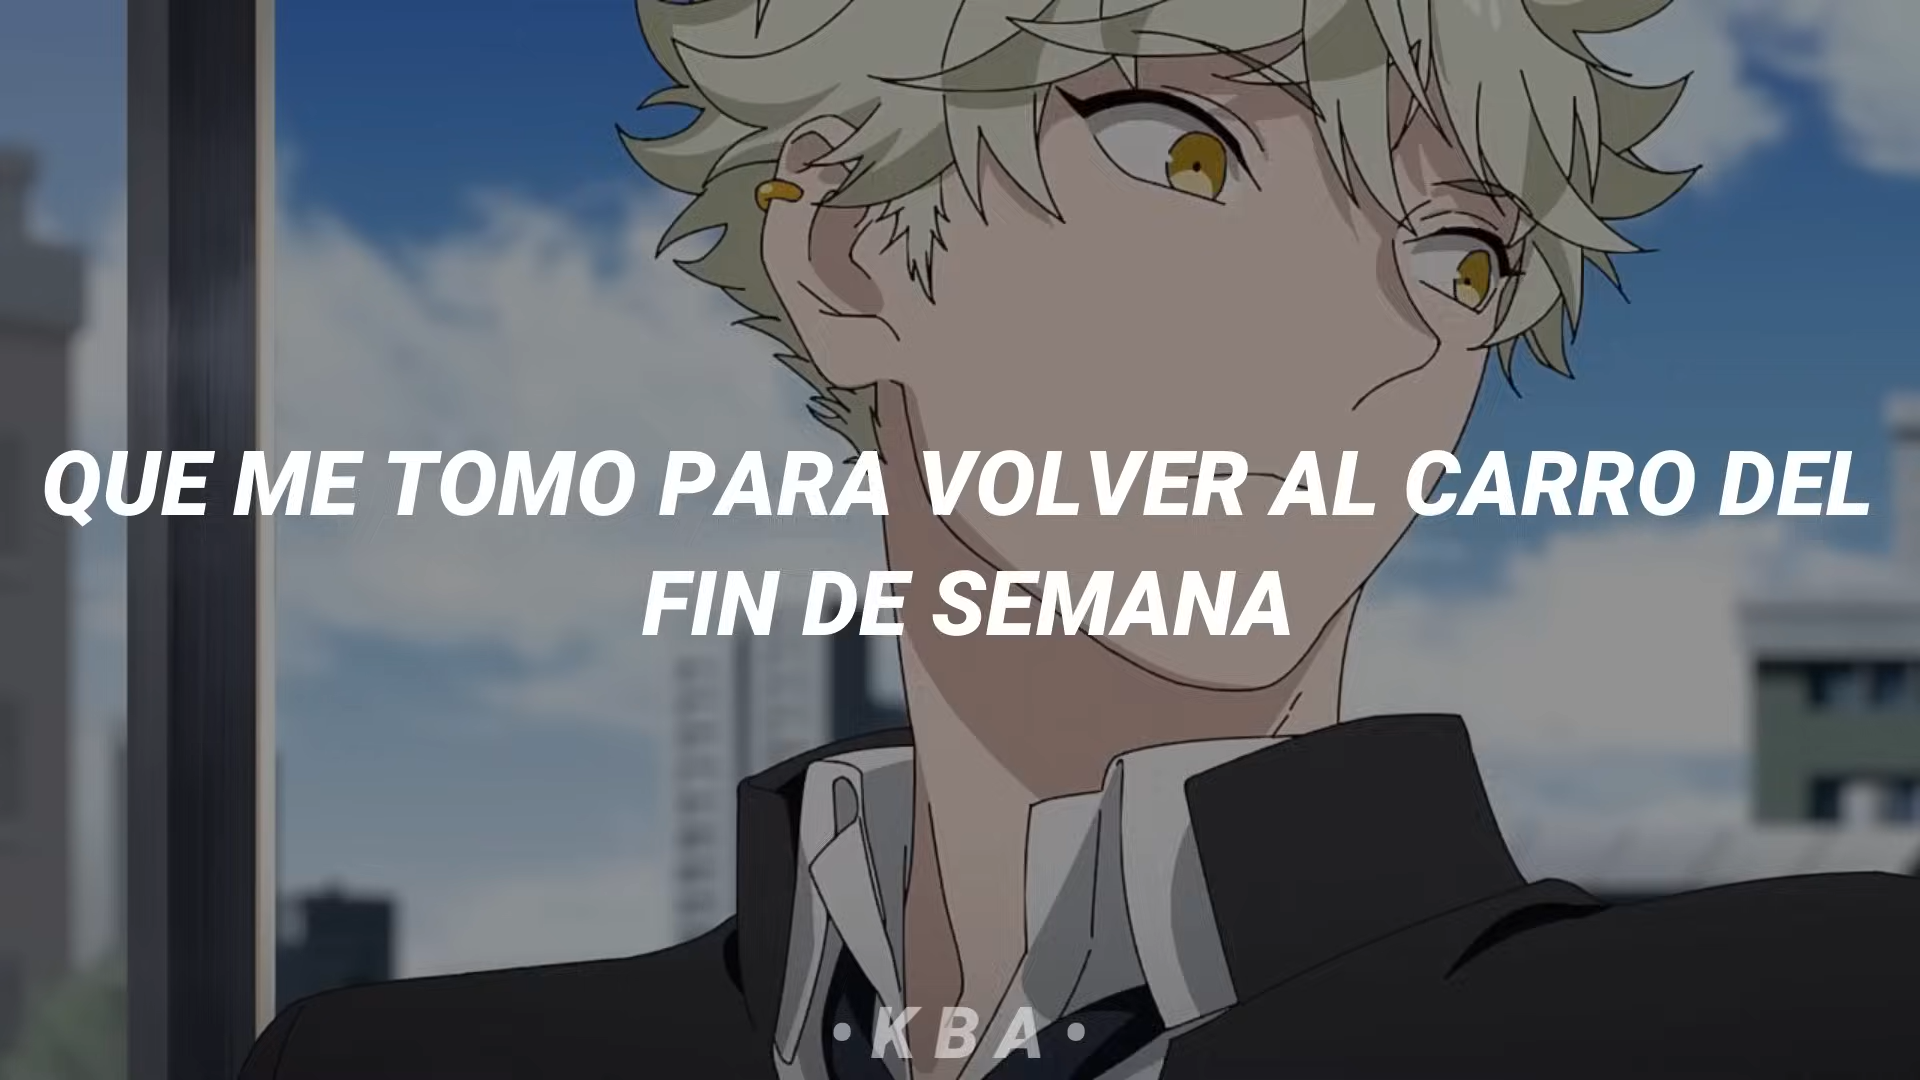 QUE ME TOMO PARA VOLVER AL CARRO DEL
FIN DE SEMANA
• K B A •